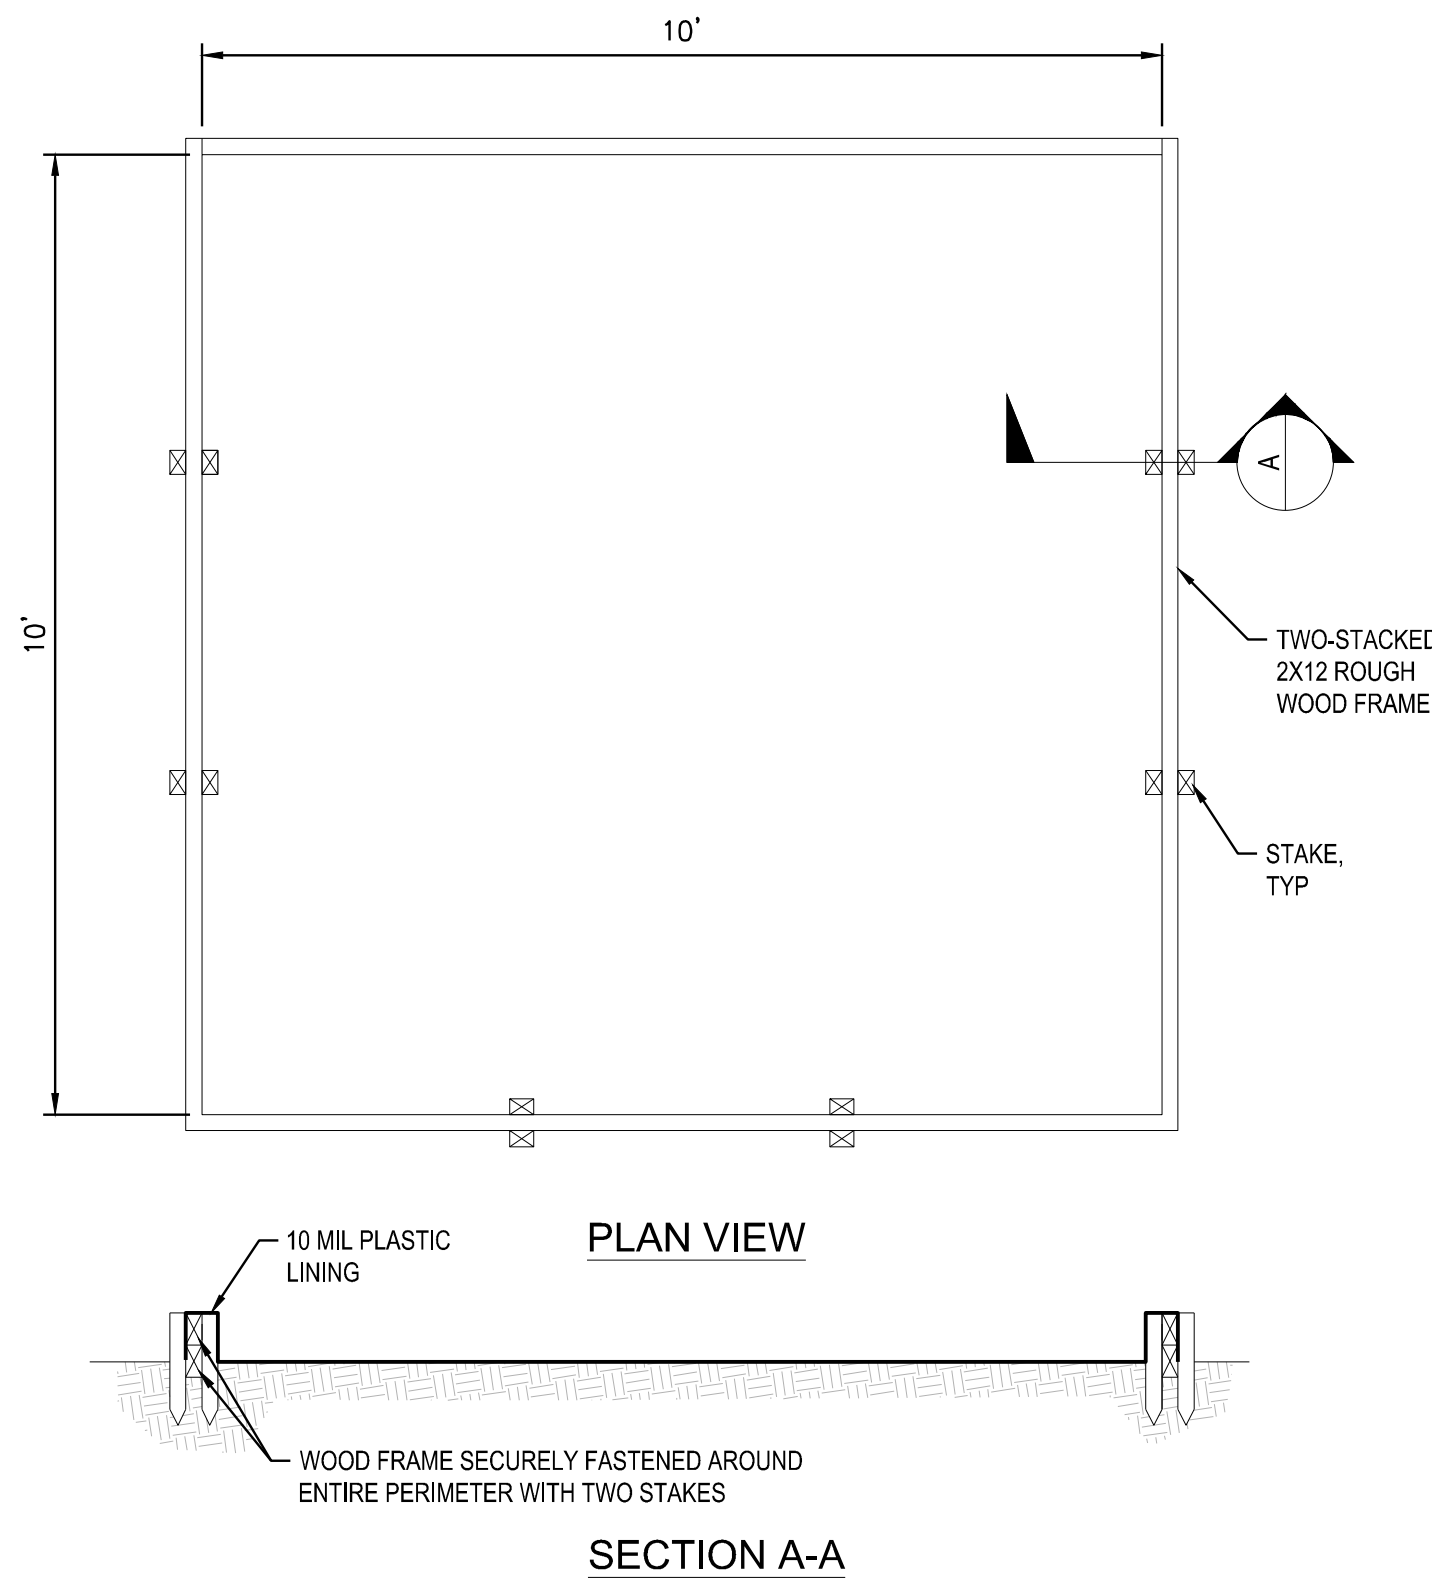 10'
A
10'
TWO-STACKED
2X12 ROUGH
WOOD FRAME
STAKE,
TYP
PLAN VIEW
10 MIL PLASTIC
LINING
WOOD FRAME SECURELY FASTENED AROUND
ENTIRE PERIMETER WITH TWO STAKES
SECTION A-A